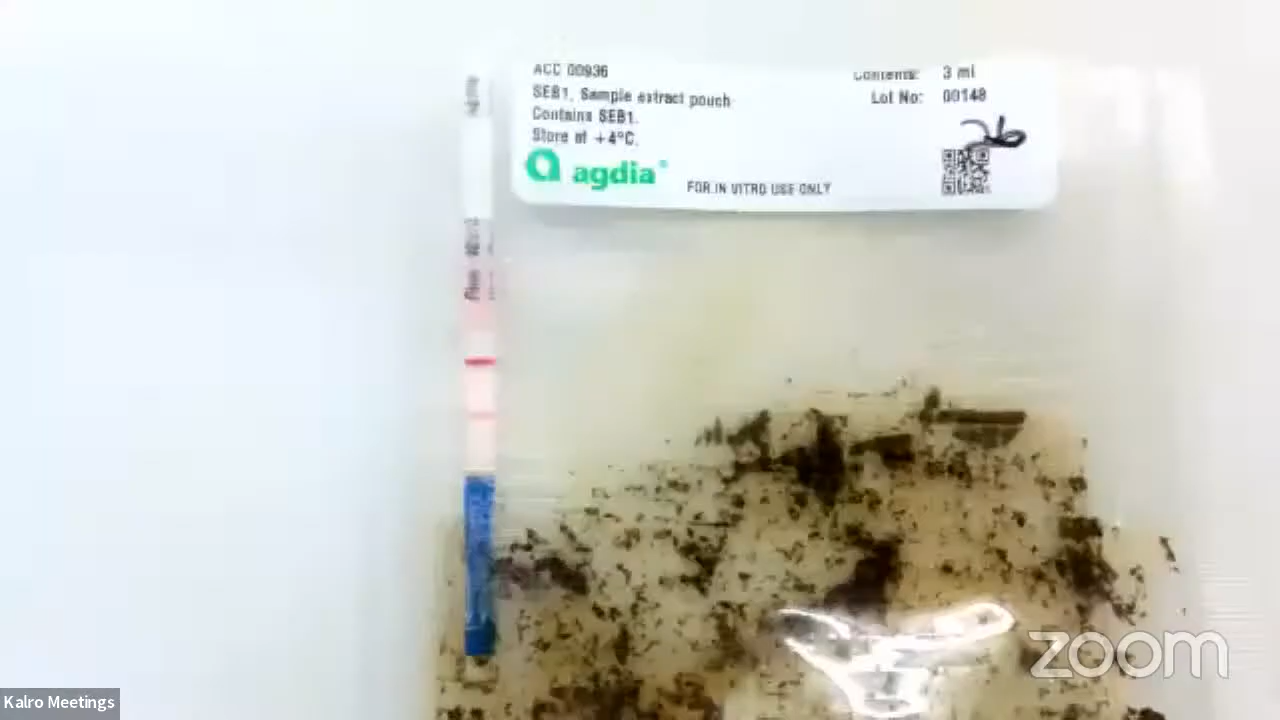 ACC 00936
SEB1, Sample extract pouch
Contains SEB1.
Store at +4°C.
agdia®
FOR IN VITRO USE ONLY
Contents: 3 ml
Lot No: 00148
zoom
Kalro Meetings